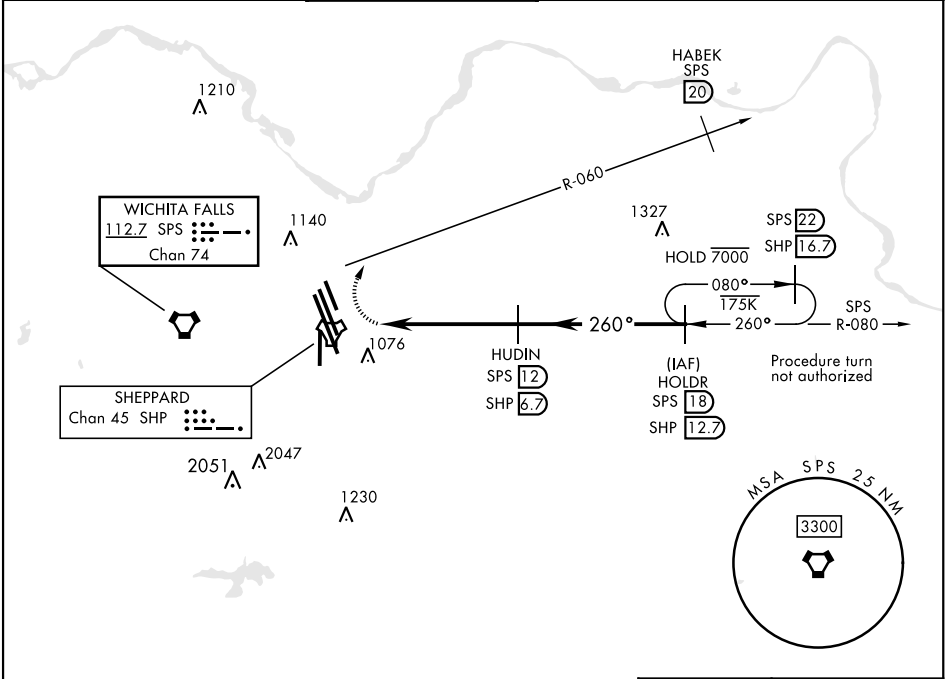 1210
HABEK
SPS
20
R-060
WICHITA FALLS
112.7 SPS
Chan 74
1140
1327
SPS 22
SHP 16.7
HOLD 7000
080°
175K
260°
SPS
R-080
260°
1076
HUDIN
SPS 12
SHP 6.7
(IAF)
HOLDR
SPS 18
SHP 12.7
Procedure turn
not authorized
SHEPPARD
Chan 45 SHP
2051
2047
1230
MSA SPS 25 NM
3300